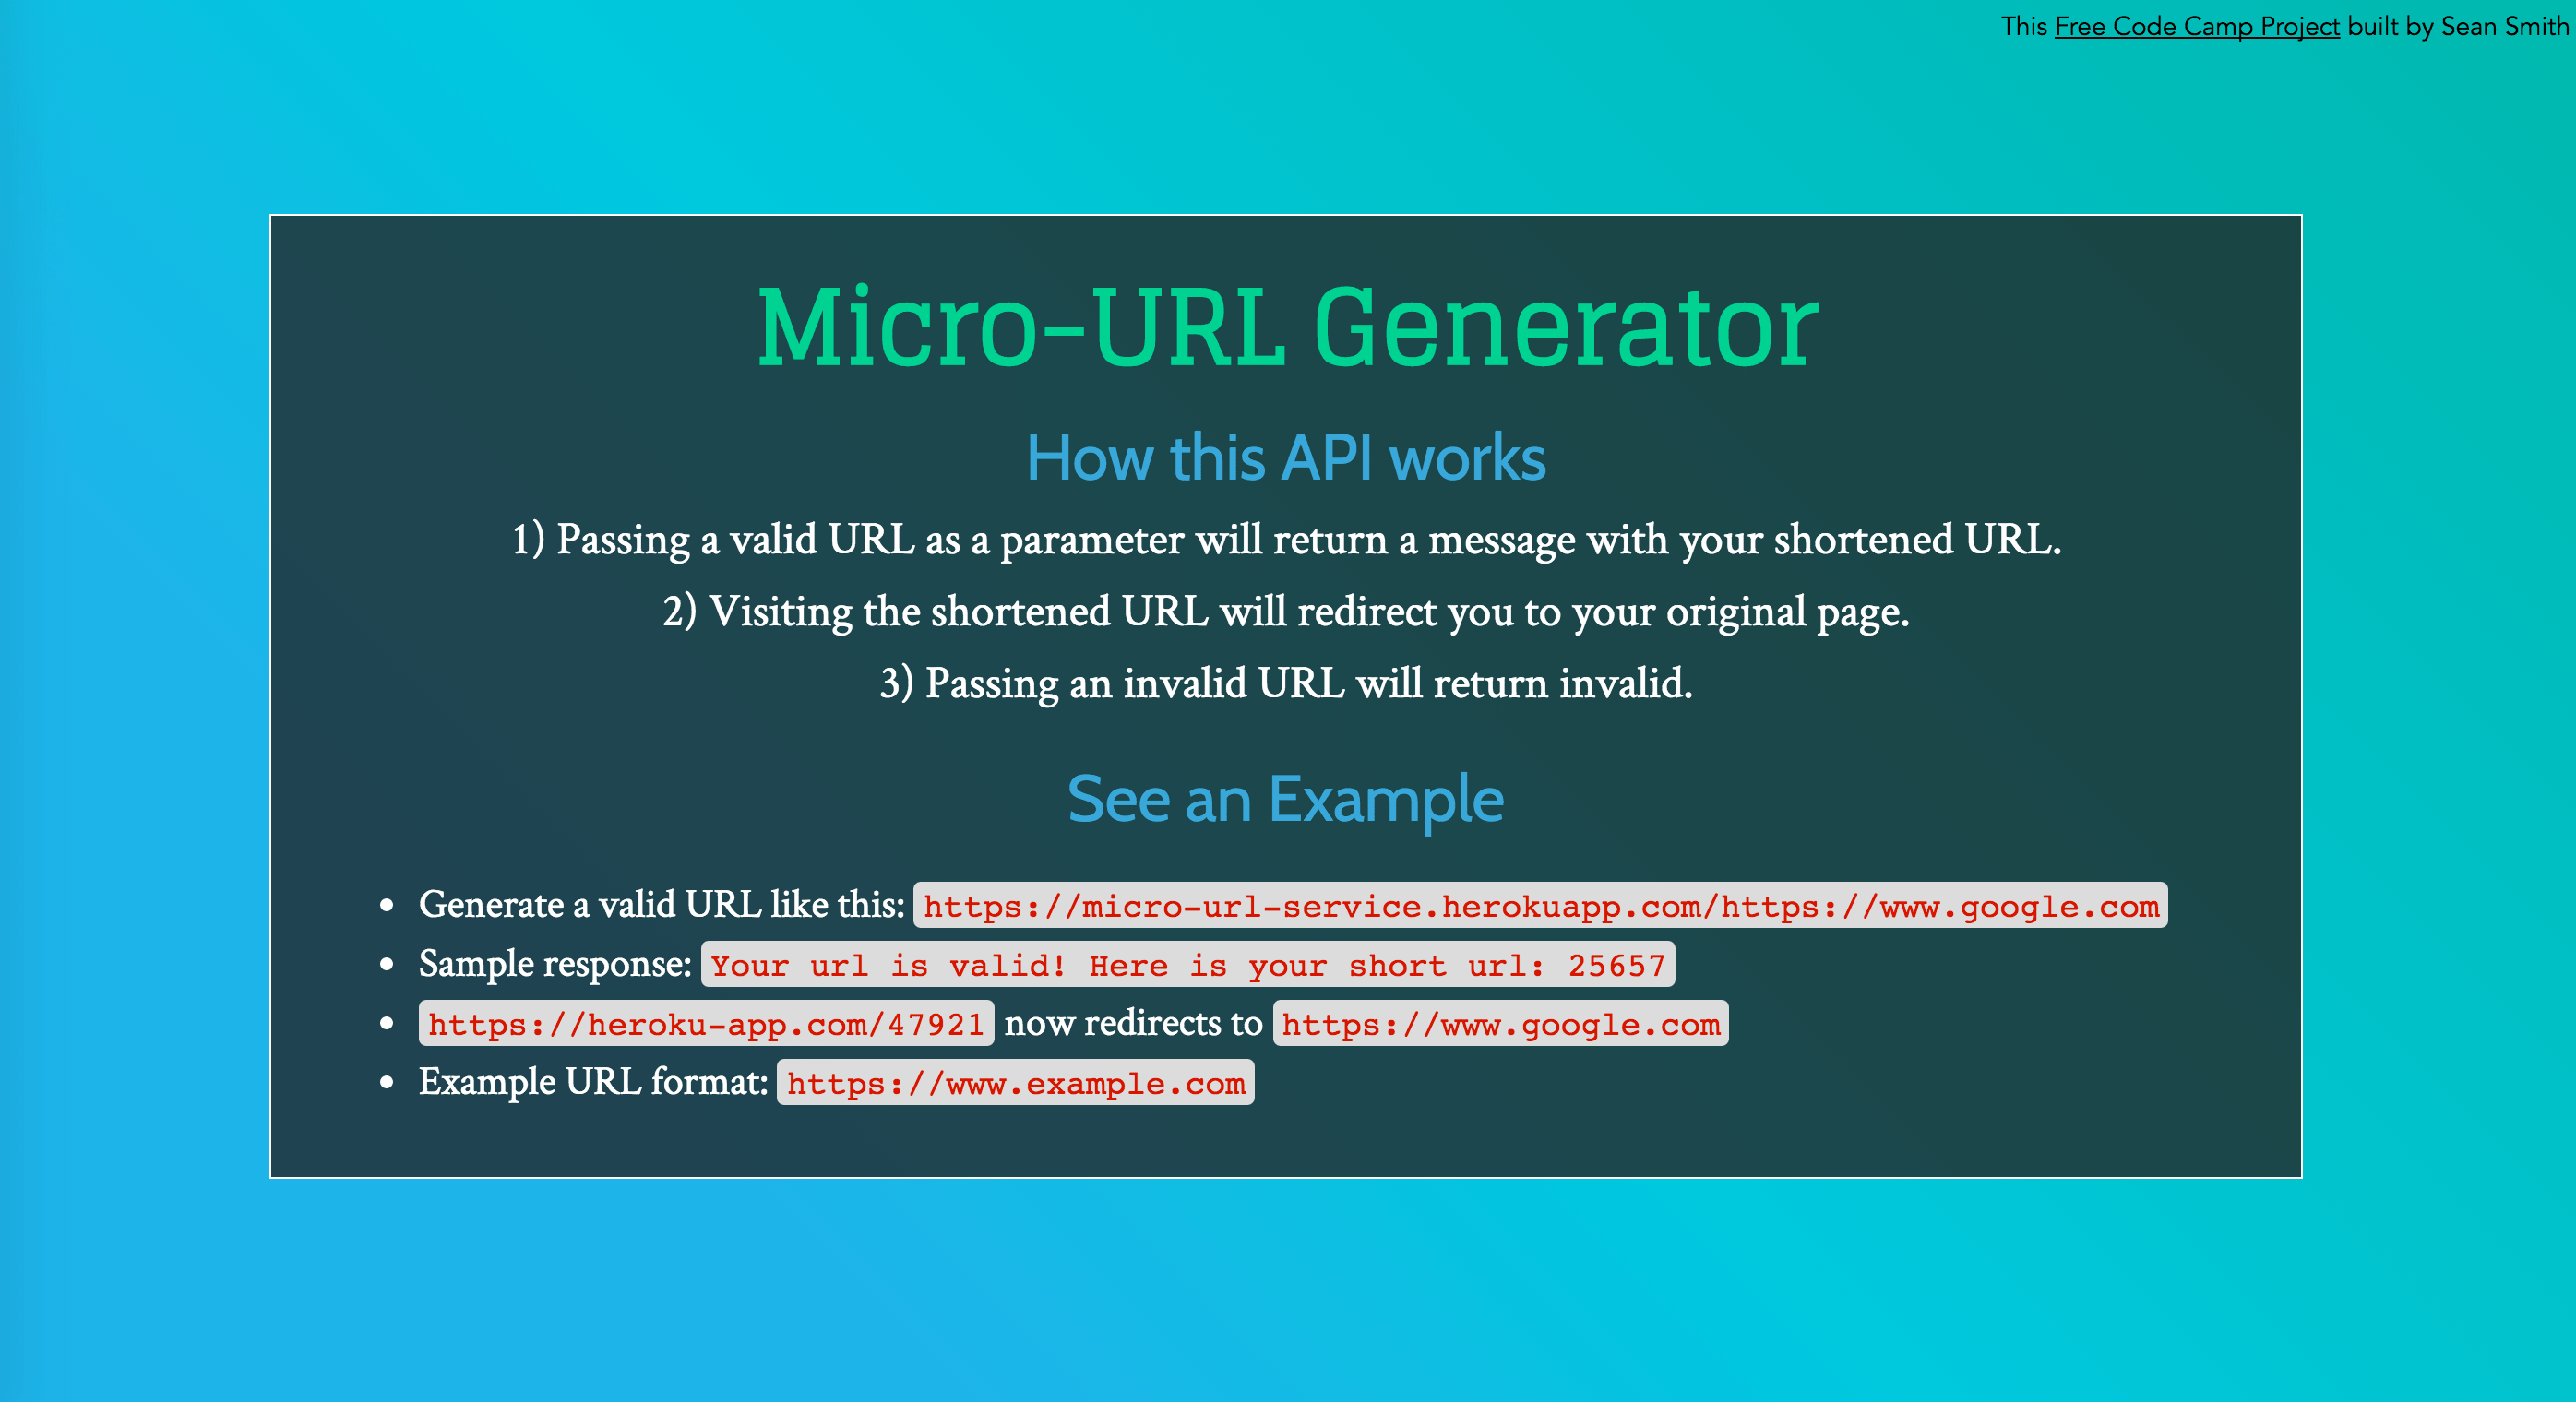 This Free Code Camp Project built by Sean Smith
Micro-URL Generator
How this API works
1) Passing a valid URL as a parameter will return a message with your shortened URL.
2) Visiting the shortened URL will redirect you to your original page.
3) Passing an invalid URL will return invalid.
See an Example
• Generate a valid URL like this: https://micro-url-service.herokuapp.com/https://www.google.com
• Sample response: Your url is valid! Here is your short url: 25657
• https://heroku-app.com/47921 now redirects to https://www.google.com
• Example URL format: https://www.example.com